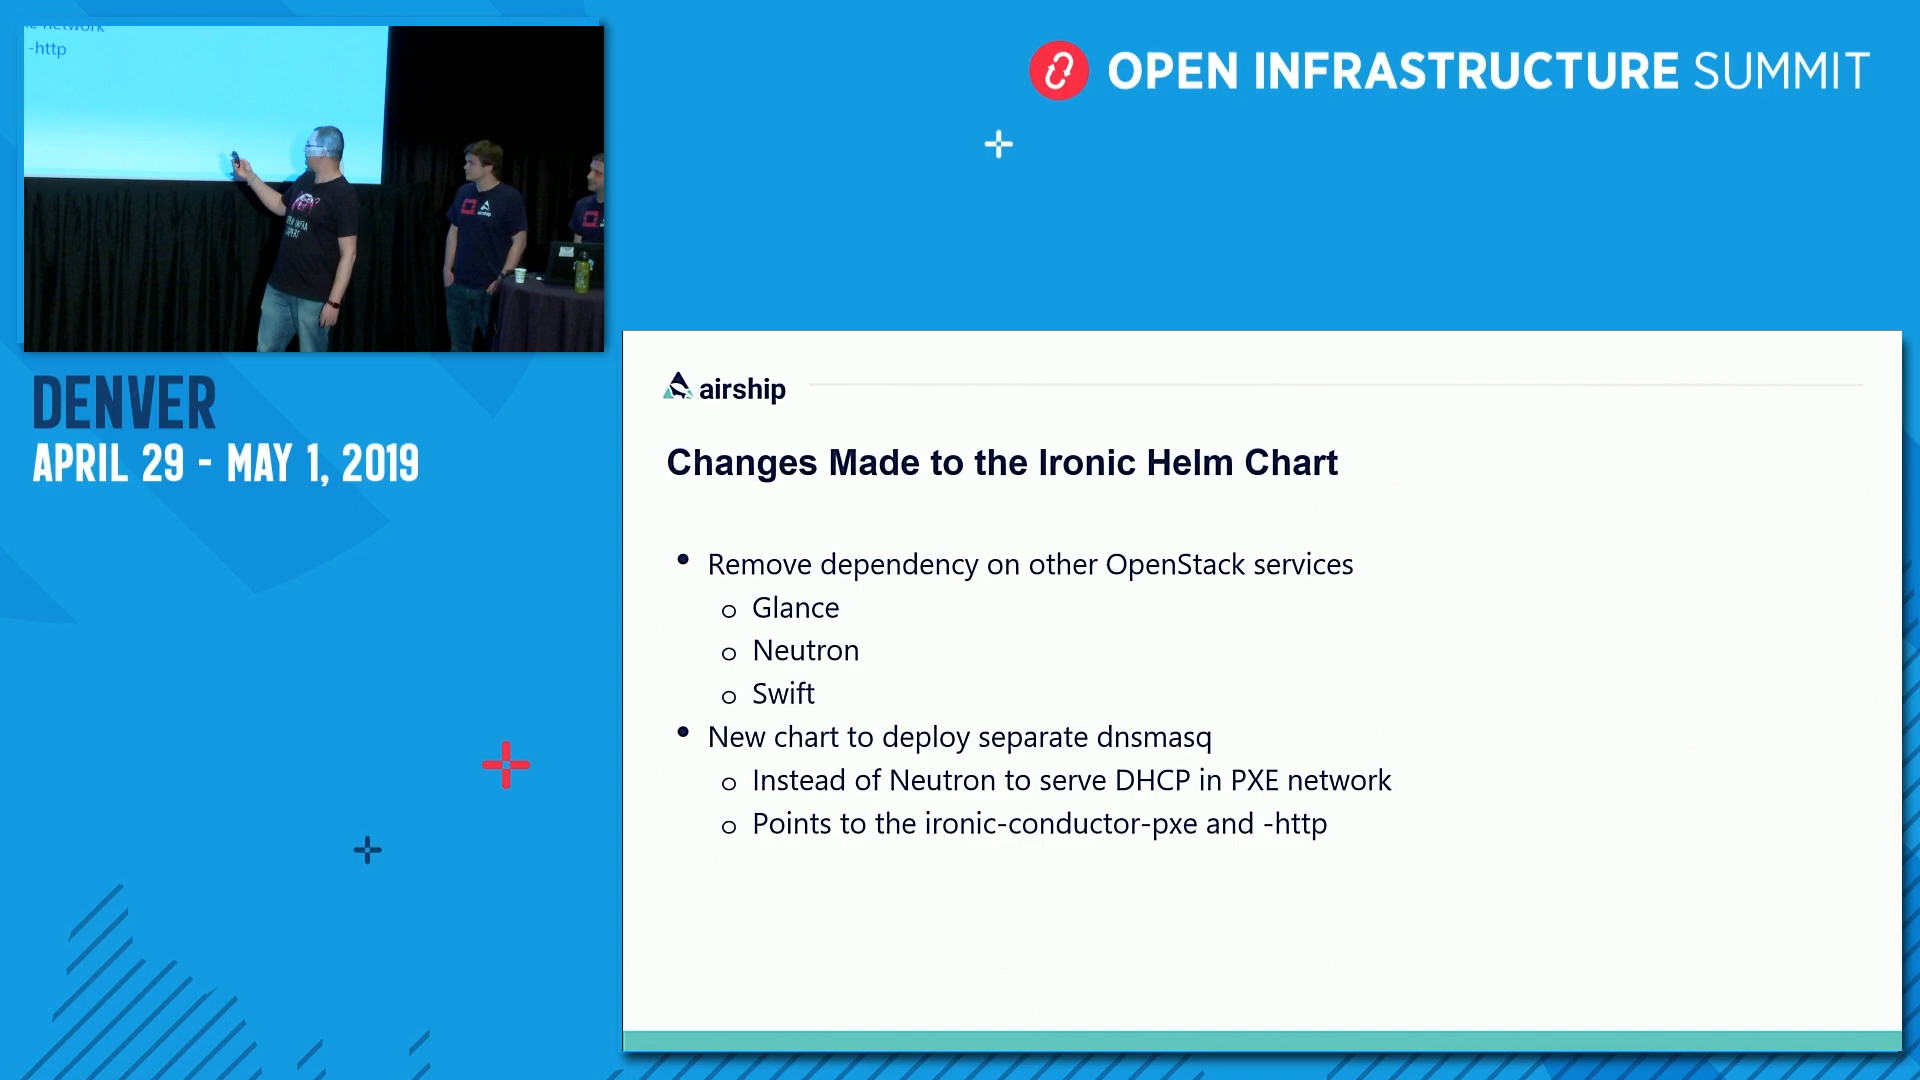 -http
OPEN INFRASTRUCTURE SUMMIT
airship
DENVER
APRIL 29 - MAY 1, 2019
airship
Changes Made to the Ironic Helm Chart
• Remove dependency on other OpenStack services
o Glance
o Neutron
o Swift
• New chart to deploy separate dnsmasq
o Instead of Neutron to serve DHCP in PXE network
o Points to the ironic-conductor-pxe and -http